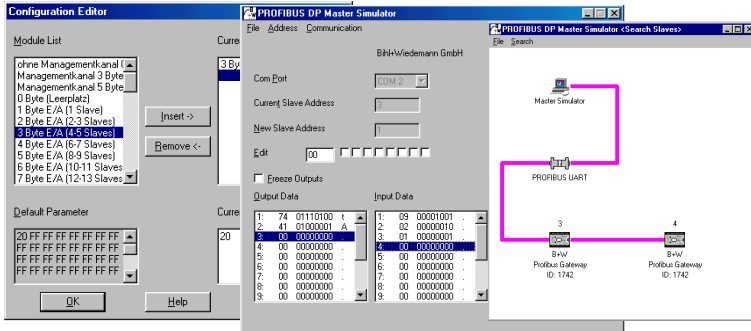 Configuration Editor
Module List
Curre
ohne Managementkanal (
Managementkanal 3 Byte
Managementkanal 5 Byte
0 Byte (Leerplatz)
1 Byte E/A (1 Slave)
2 Byte E/A (2-3 Slaves)
3 Byte E/A (4-5 Slaves)
4 Byte E/A (6-7 Slaves)
5 Byte E/A (8-9 Slaves)
6 Byte E/A (10-11 Slaves
7 Byte E/A (12-13 Slaves
Insert ->
Remove <-
3 By
Default Parameter
Curre
20 FF FF FF FF FF FF FF
FF FF FF FF FF FF FF FF
FF FF FF FF FF FF FF FF
FF FF FF FF FF FF FF FF
20
OK
Help
PROFIBUS DP Master Simulator
File Address Communication
Bihl+Wiedemann GmbH
Com Port
COM 2
Current Slave Address
3
New Slave Address
1
Edit
00
Freeze Outputs
Output Data
1: 74 01110100 t
2: 41 01000001 A
3: 00 00000000 .
4: 00 00000000 .
5: 00 00000000 .
6: 00 00000000 .
7: 00 00000000 .
8: 00 00000000 .
9: 00 00000000 .
Input Data
1: 09 00001001 .
2: 02 00000010 .
3: 01 00000001 .
4: 00 00000000 .
5: 00 00000000 .
6: 00 00000000 .
7: 00 00000000 .
8: 00 00000000 .
9: 00 00000000 .
PROFIBUS DP Master Simulator <Search Slaves>
File Search
Master Simulator
PROFIBUS UART
3
B+W
Profibus Gateway
ID: 1742
4
B+W
Profibus Gateway
ID: 1742